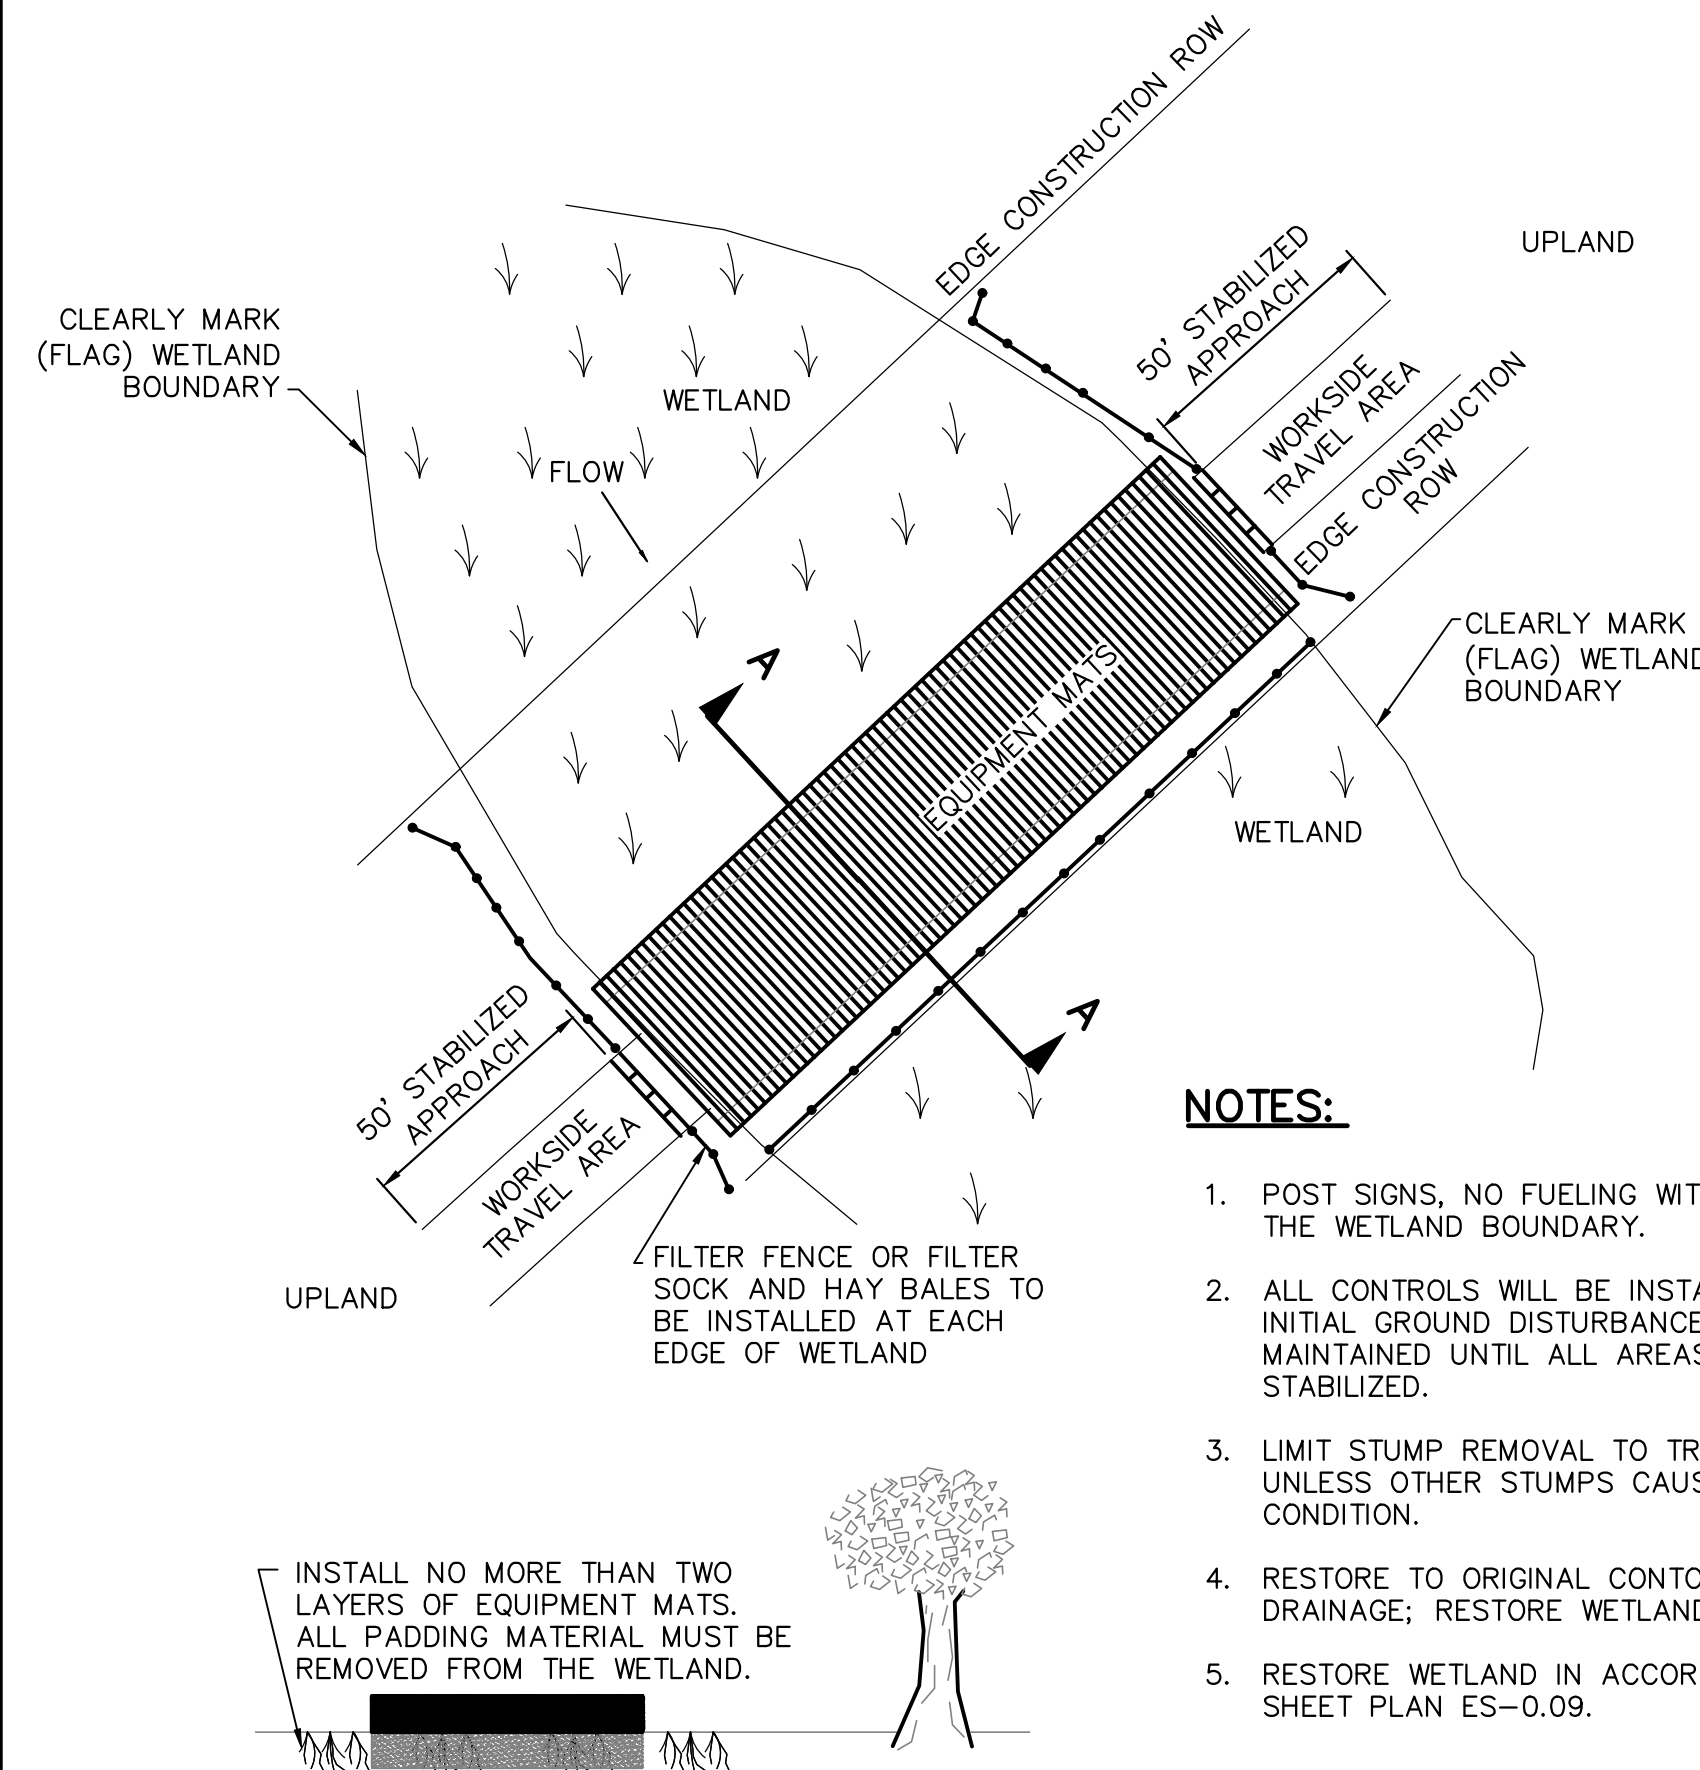 EDGE CONSTRUCTION ROW
UPLAND
50' STABILIZED
APPROACH
CLEARLY MARK
(FLAG) WETLAND
BOUNDARY
WORKSIDE
TRAVEL AREA
EDGE CONSTRUCTION
ROW
WETLAND
FLOW
CLEARLY MARK
(FLAG) WETLAND
BOUNDARY
A
EQUIPMENT MATS
WETLAND
50' STABILIZED
APPROACH
A
WORKSIDE
TRAVEL AREA
FILTER FENCE OR FILTER
SOCK AND HAY BALES TO
BE INSTALLED AT EACH
EDGE OF WETLAND
UPLAND
NOTES:
1. POST SIGNS, NO FUELING
THE WETLAND BOUNDARY.
2. ALL CONTROLS WILL BE
INITIAL GROUND DISTURBANCE
MAINTAINED UNTIL ALL AREAS
STABILIZED.
3. LIMIT STUMP REMOVAL TO
UNLESS OTHER STUMPS
CONDITION.
4. RESTORE TO ORIGINAL
DRAINAGE; RESTORE WETLAND
5. RESTORE WETLAND IN
SHEET PLAN ES-0.09.
INSTALL NO MORE THAN TWO
LAYERS OF EQUIPMENT MATS.
ALL PADDING MATERIAL MUST BE
REMOVED FROM THE WETLAND.